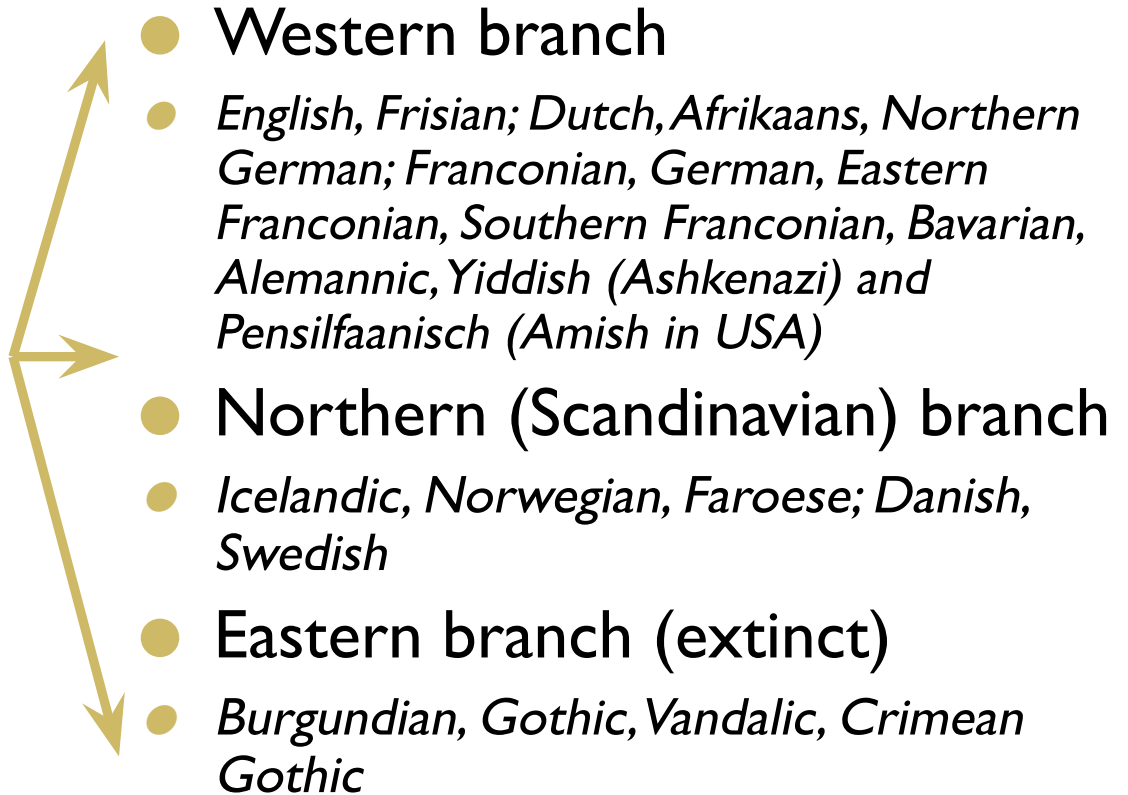 Western branch
English, Frisian; Dutch, Afrikaans, Northern
German; Franconian, German, Eastern
Franconian, Southern Franconian, Bavarian,
Alemannic, Yiddish (Ashkenazi) and
Pensilfaanisch (Amish in USA)
Northern (Scandinavian) branch
Icelandic, Norwegian, Faroese; Danish,
Swedish
Eastern branch (extinct)
Burgundian, Gothic, Vandalic, Crimean
Gothic